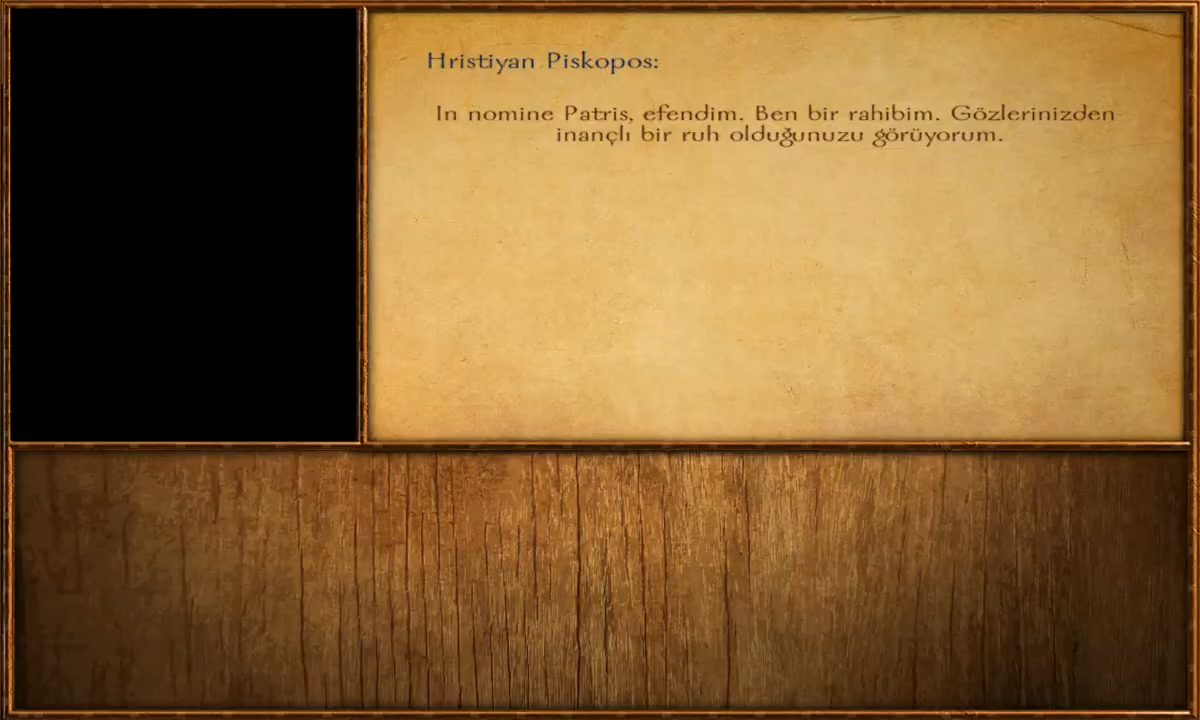 Hristiyan Piskopos:
In nomine Patris, efendim. Ben bir rahibim. Gözlerinizden
inançlı bir ruh olduğunuzu görüyorum.